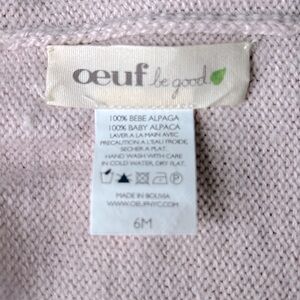 oeuf be good
100% BEBE ALPAGA
100% BABY ALPACA
LAVER A LA MAIN AVEC
PRECAUTION A L'EAU FROIDE,
SECHER A PLAT.
HAND WASH WITH CARE
IN COLD WATER, DRY FLAT.
MADE IN BOLIVIA
WWW.OEUFNYC.COM
6M